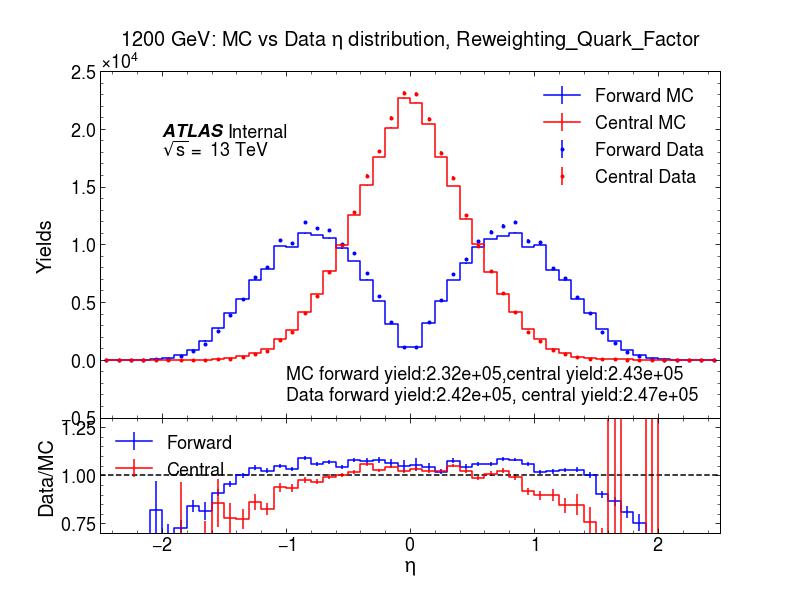 1200 GeV: MC vs Data η distribution, Reweighting_Quark_Factor
×10⁴
2.5
2.0
1.5
1.0
0.5
0.0
0.5
Yields
ATLAS Internal
√s = 13 TeV
Forward MC
Central MC
Forward Data
Central Data
MC forward yield:2.32e+05,central yield:2.43e+05
Data forward yield:2.42e+05, central yield:2.47e+05
1.25
1.00
0.75
Data/MC
Forward
Central
−2 −1 0 1 2
η